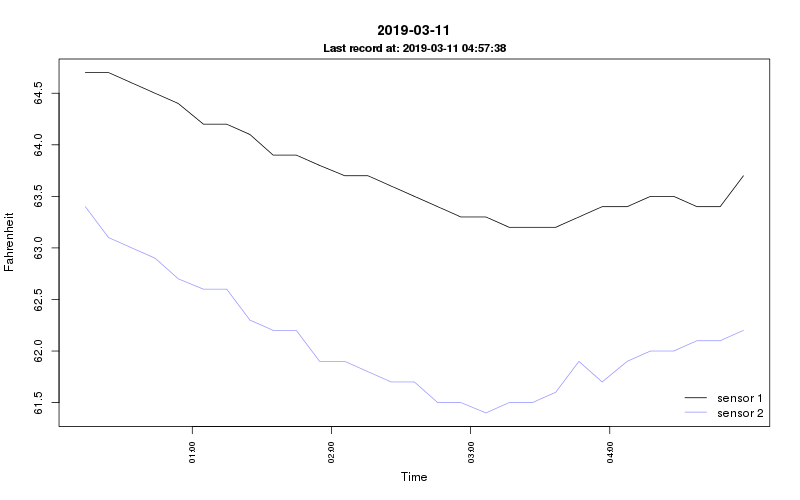 2019-03-11
Last record at: 2019-03-11 04:57:38
Fahrenheit
64.5
64.0
63.5
63.0
62.5
62.0
61.5
sensor 1
sensor 2
01:00
02:00
03:00
04:00
Time